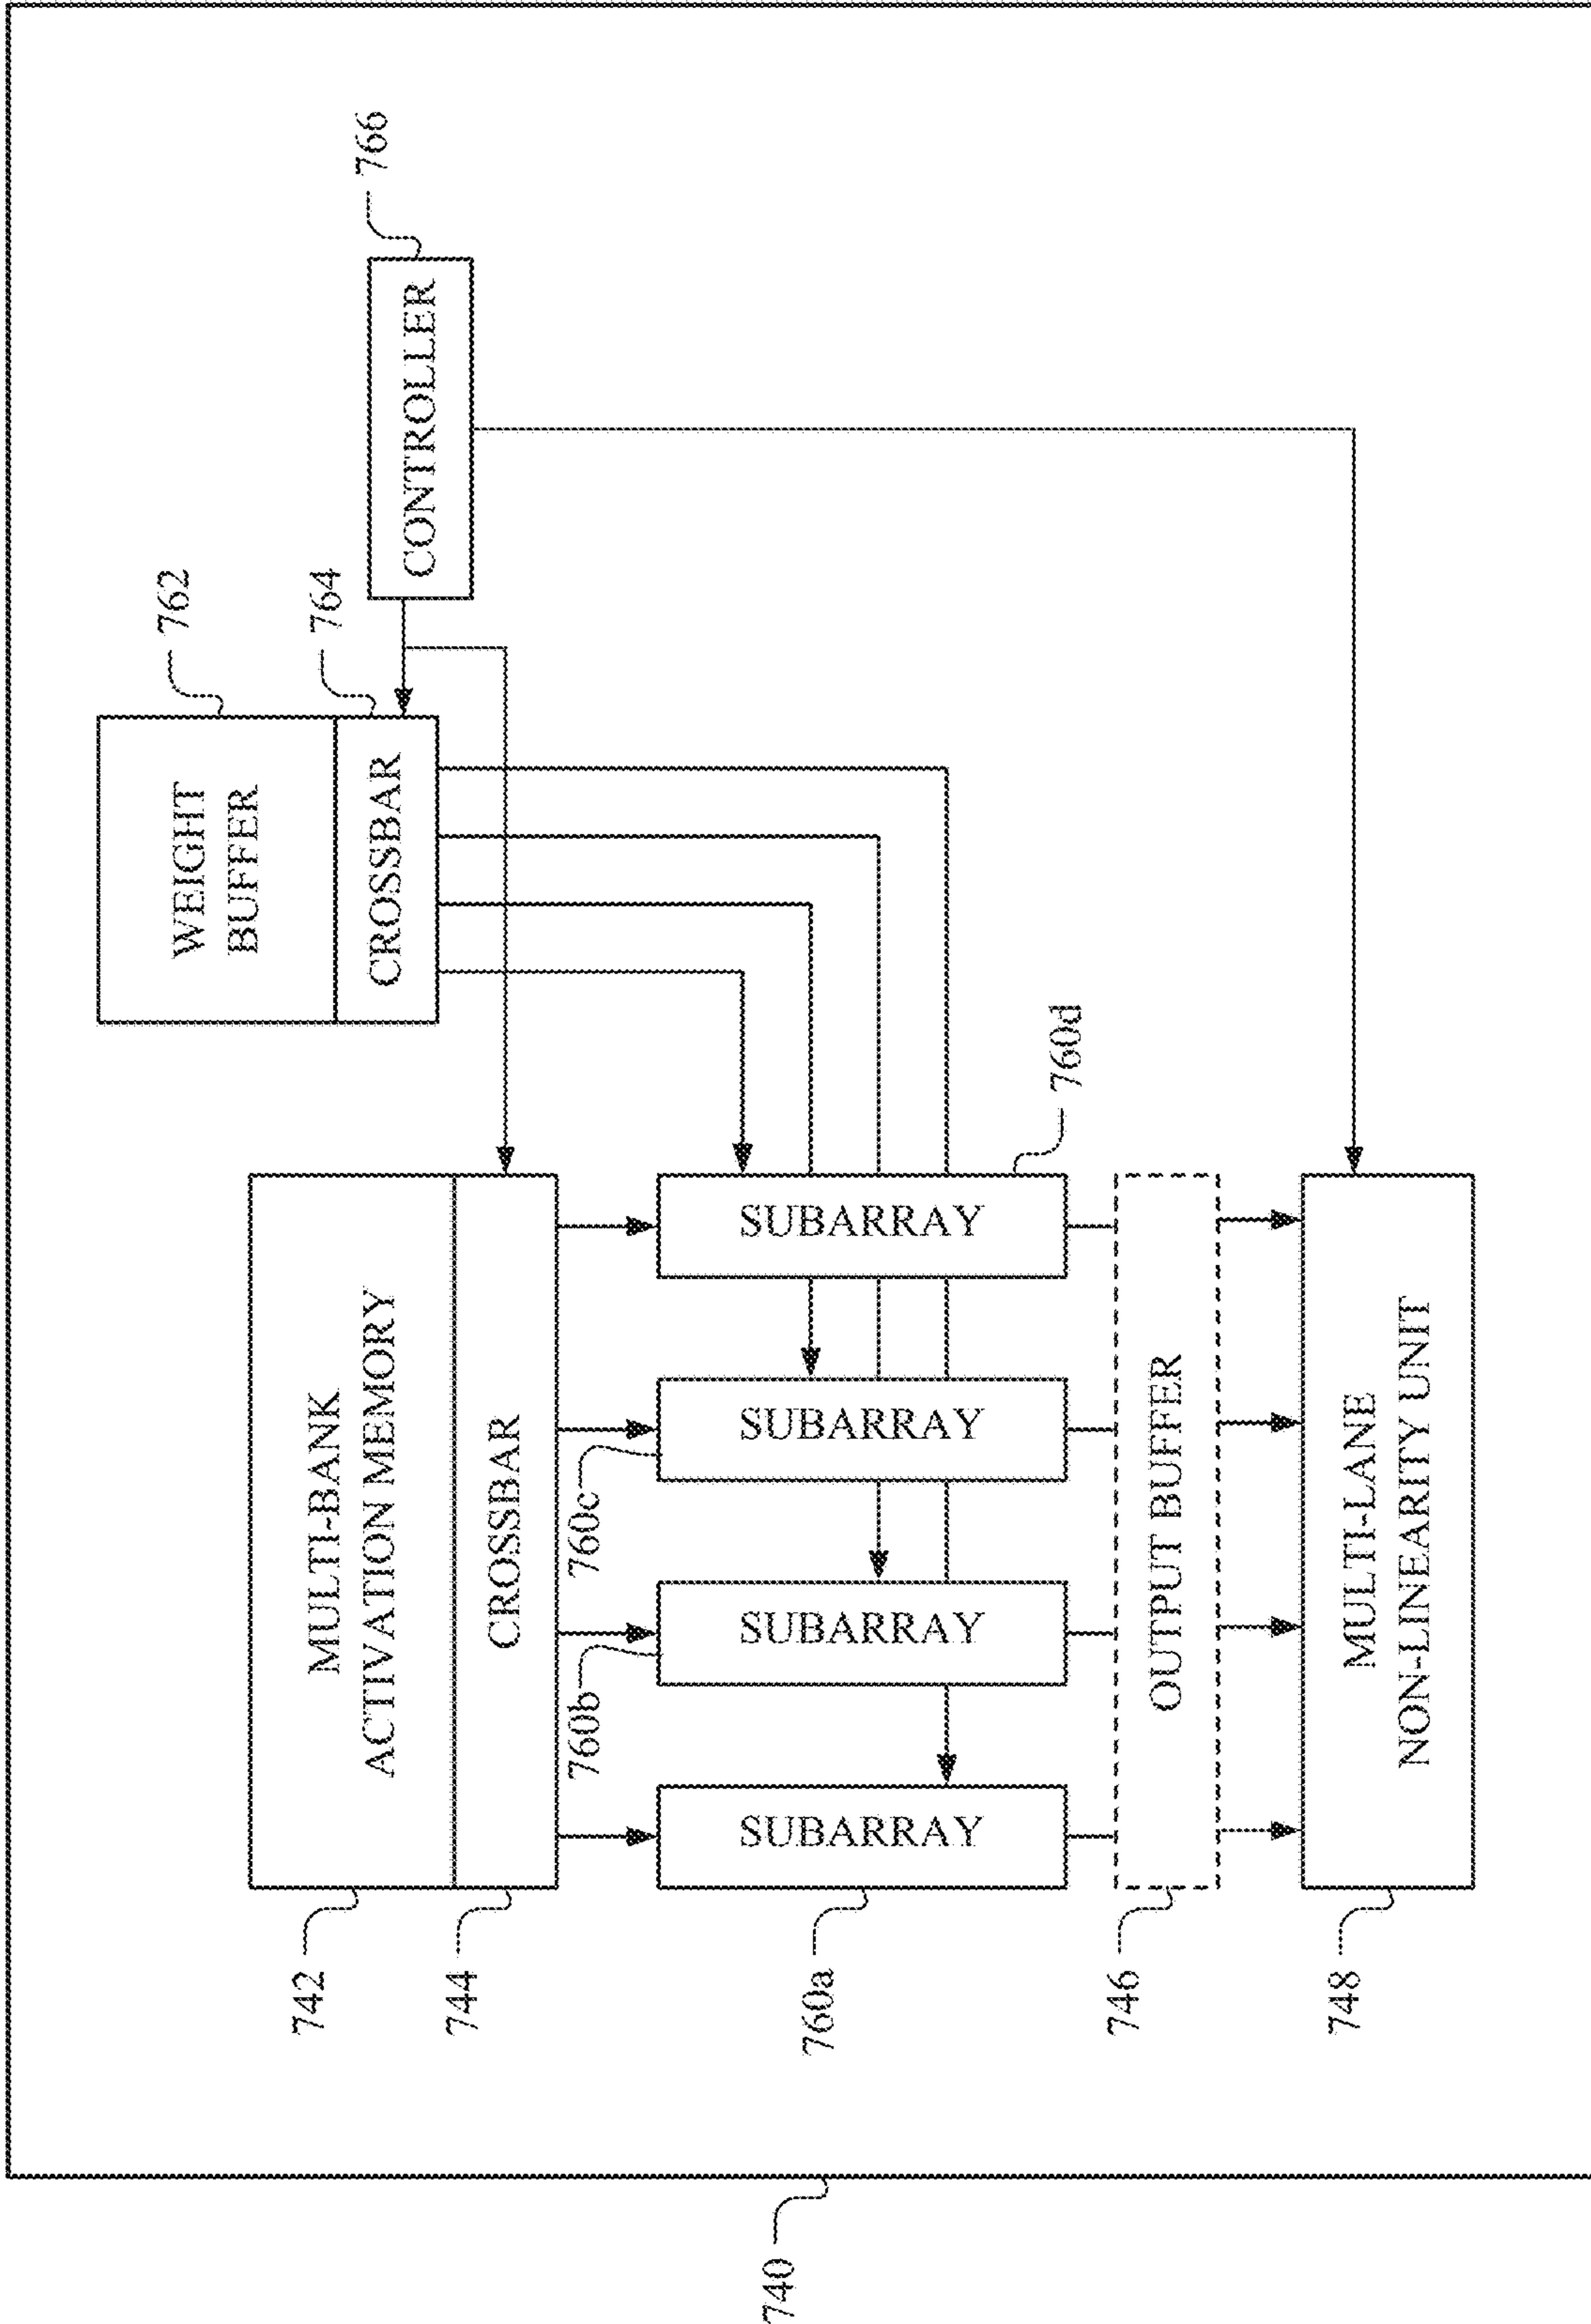 740
742
MULTI-BANK
ACTIVATION MEMORY
744
CROSSBAR
762
WEIGHT
BUFFER
764
CROSSBAR
766
CONTROLLER
760a
SUBARRAY
760b
SUBARRAY
760c
SUBARRAY
SUBARRAY
760d
746
OUTPUT BUFFER
748
MULTI-LANE
NON-LINEARITY UNIT